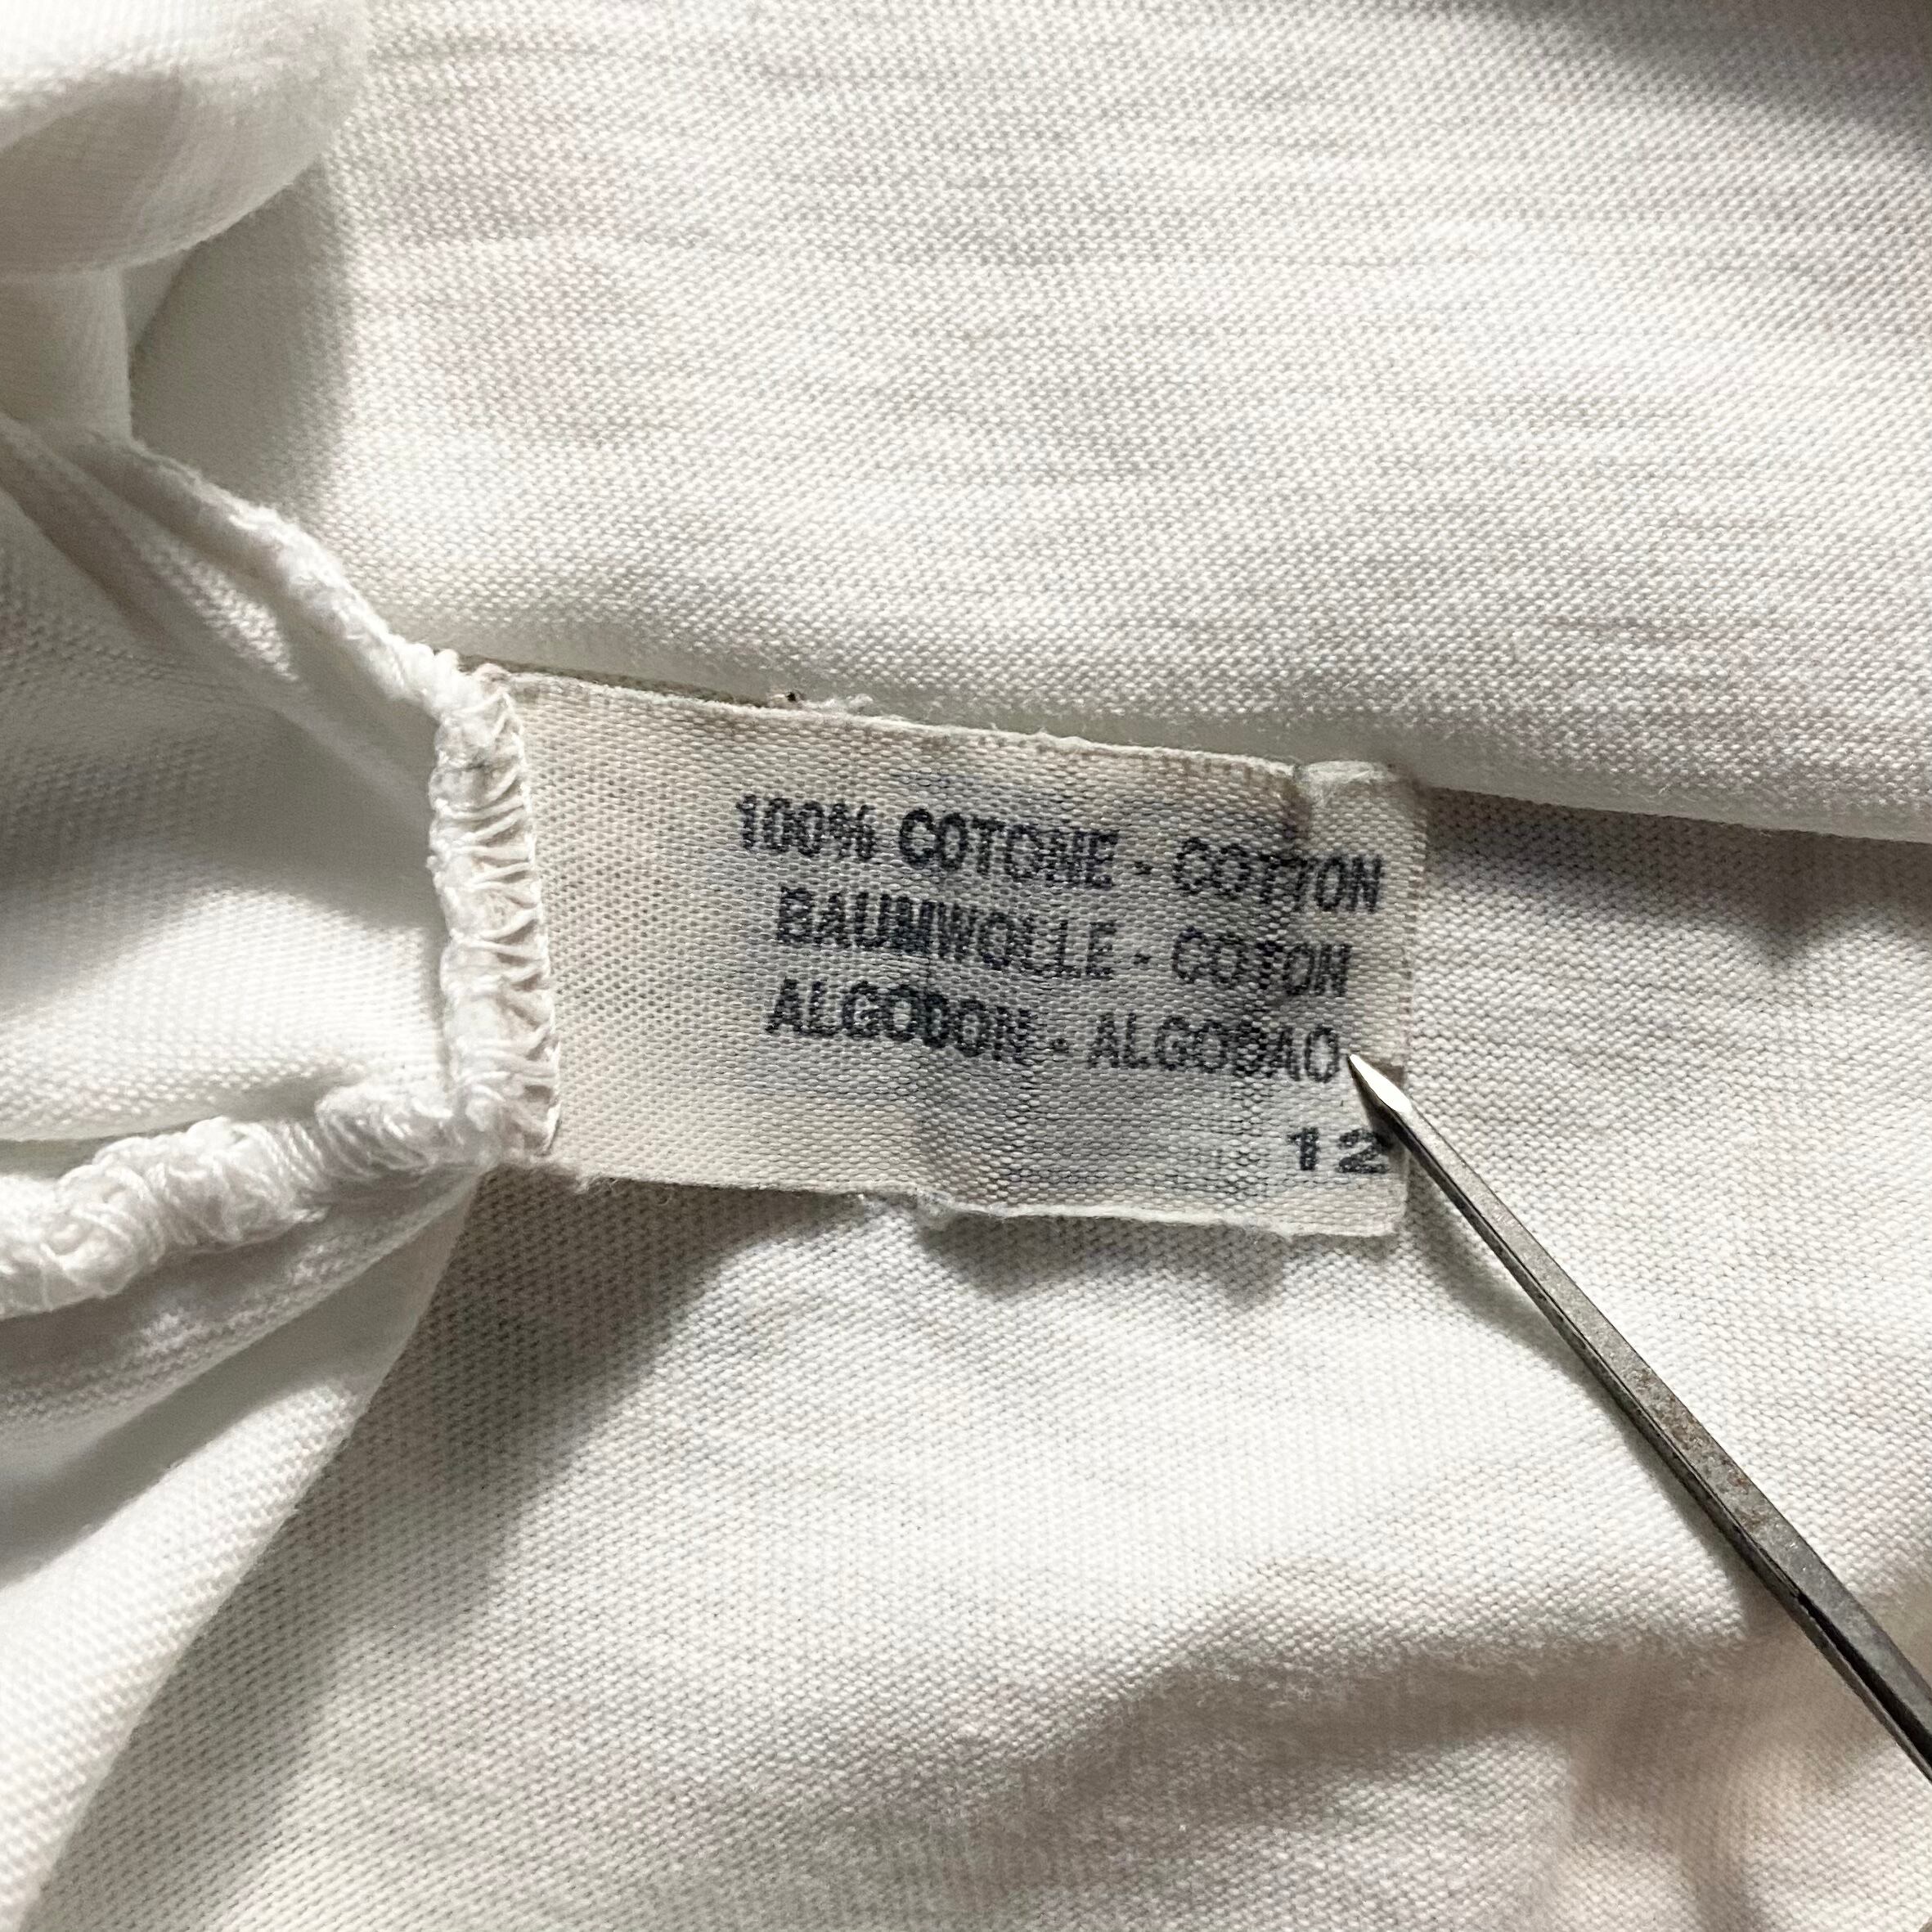 100% COTONE - COTTON
BAUMWOLLE - COTON
ALGODON - ALGODAO
12